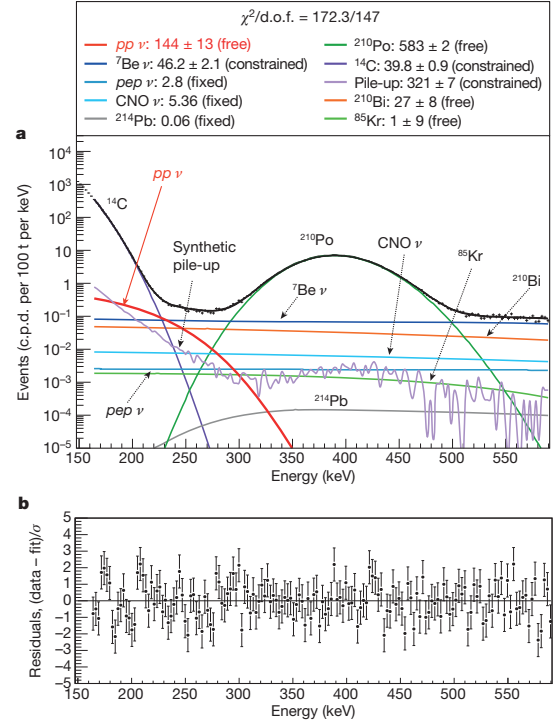 χ²/d.o.f. = 172.3/147
pp ν: 144 ± 13 (free)
⁷Be ν: 46.2 ± 2.1 (constrained)
pep ν: 2.8 (fixed)
CNO ν: 5.36 (fixed)
²¹⁴Pb: 0.06 (fixed)
²¹⁰Po: 583 ± 2 (free)
¹⁴C: 39.8 ± 0.9 (constrained)
Pile-up: 321 ± 7 (constrained)
²¹⁰Bi: 27 ± 8 (free)
⁸⁵Kr: 1 ± 9 (free)
a
Events (c.p.d. per 100 t per keV)
10⁴
10³
10²
10
1
10⁻¹
10⁻²
10⁻³
10⁻⁴
10⁻⁵
pp ν
¹⁴C
Synthetic
pile-up
²¹⁰Po
CNO ν
⁸⁵Kr
⁷Be ν
²¹⁰Bi
pep ν
²¹⁴Pb
150 200 250 300 350 400 450 500 550
Energy (keV)
b
Residuals, (data – fit)/σ
5
4
3
2
1
0
−1
−2
−3
−4
−5
150 200 250 300 350 400 450 500 550
Energy (keV)